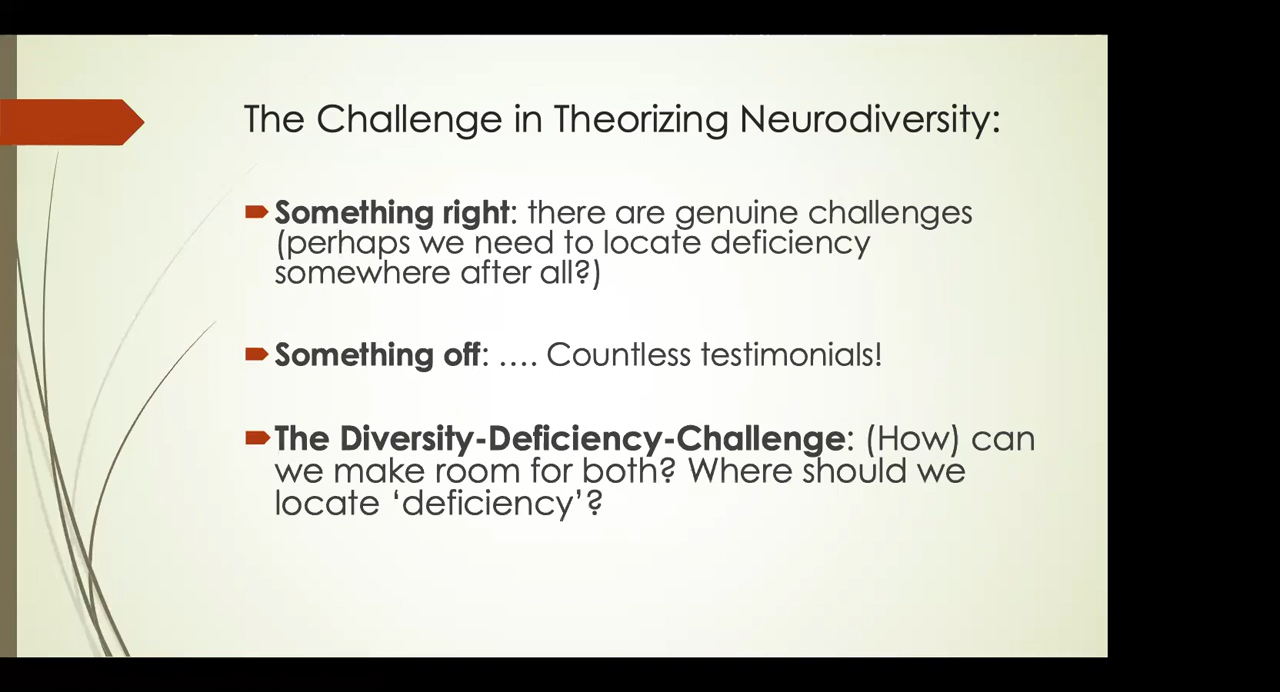 The Challenge in Theorizing Neurodiversity:
Something right: there are genuine challenges
(perhaps we need to locate deficiency
somewhere after all?)
Something off: …. Countless testimonials!
The Diversity-Deficiency-Challenge: (How) can
we make room for both? Where should we
locate ‘deficiency’?